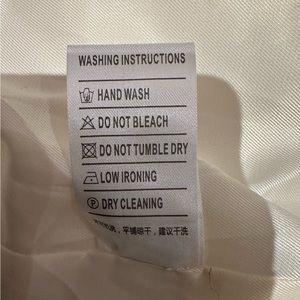 WASHING INSTRUCTIONS
HAND WASH
DO NOT BLEACH
DO NOT TUMBLE DRY
LOW IRONING
P DRY CLEANING
平铺晾干，建议干洗